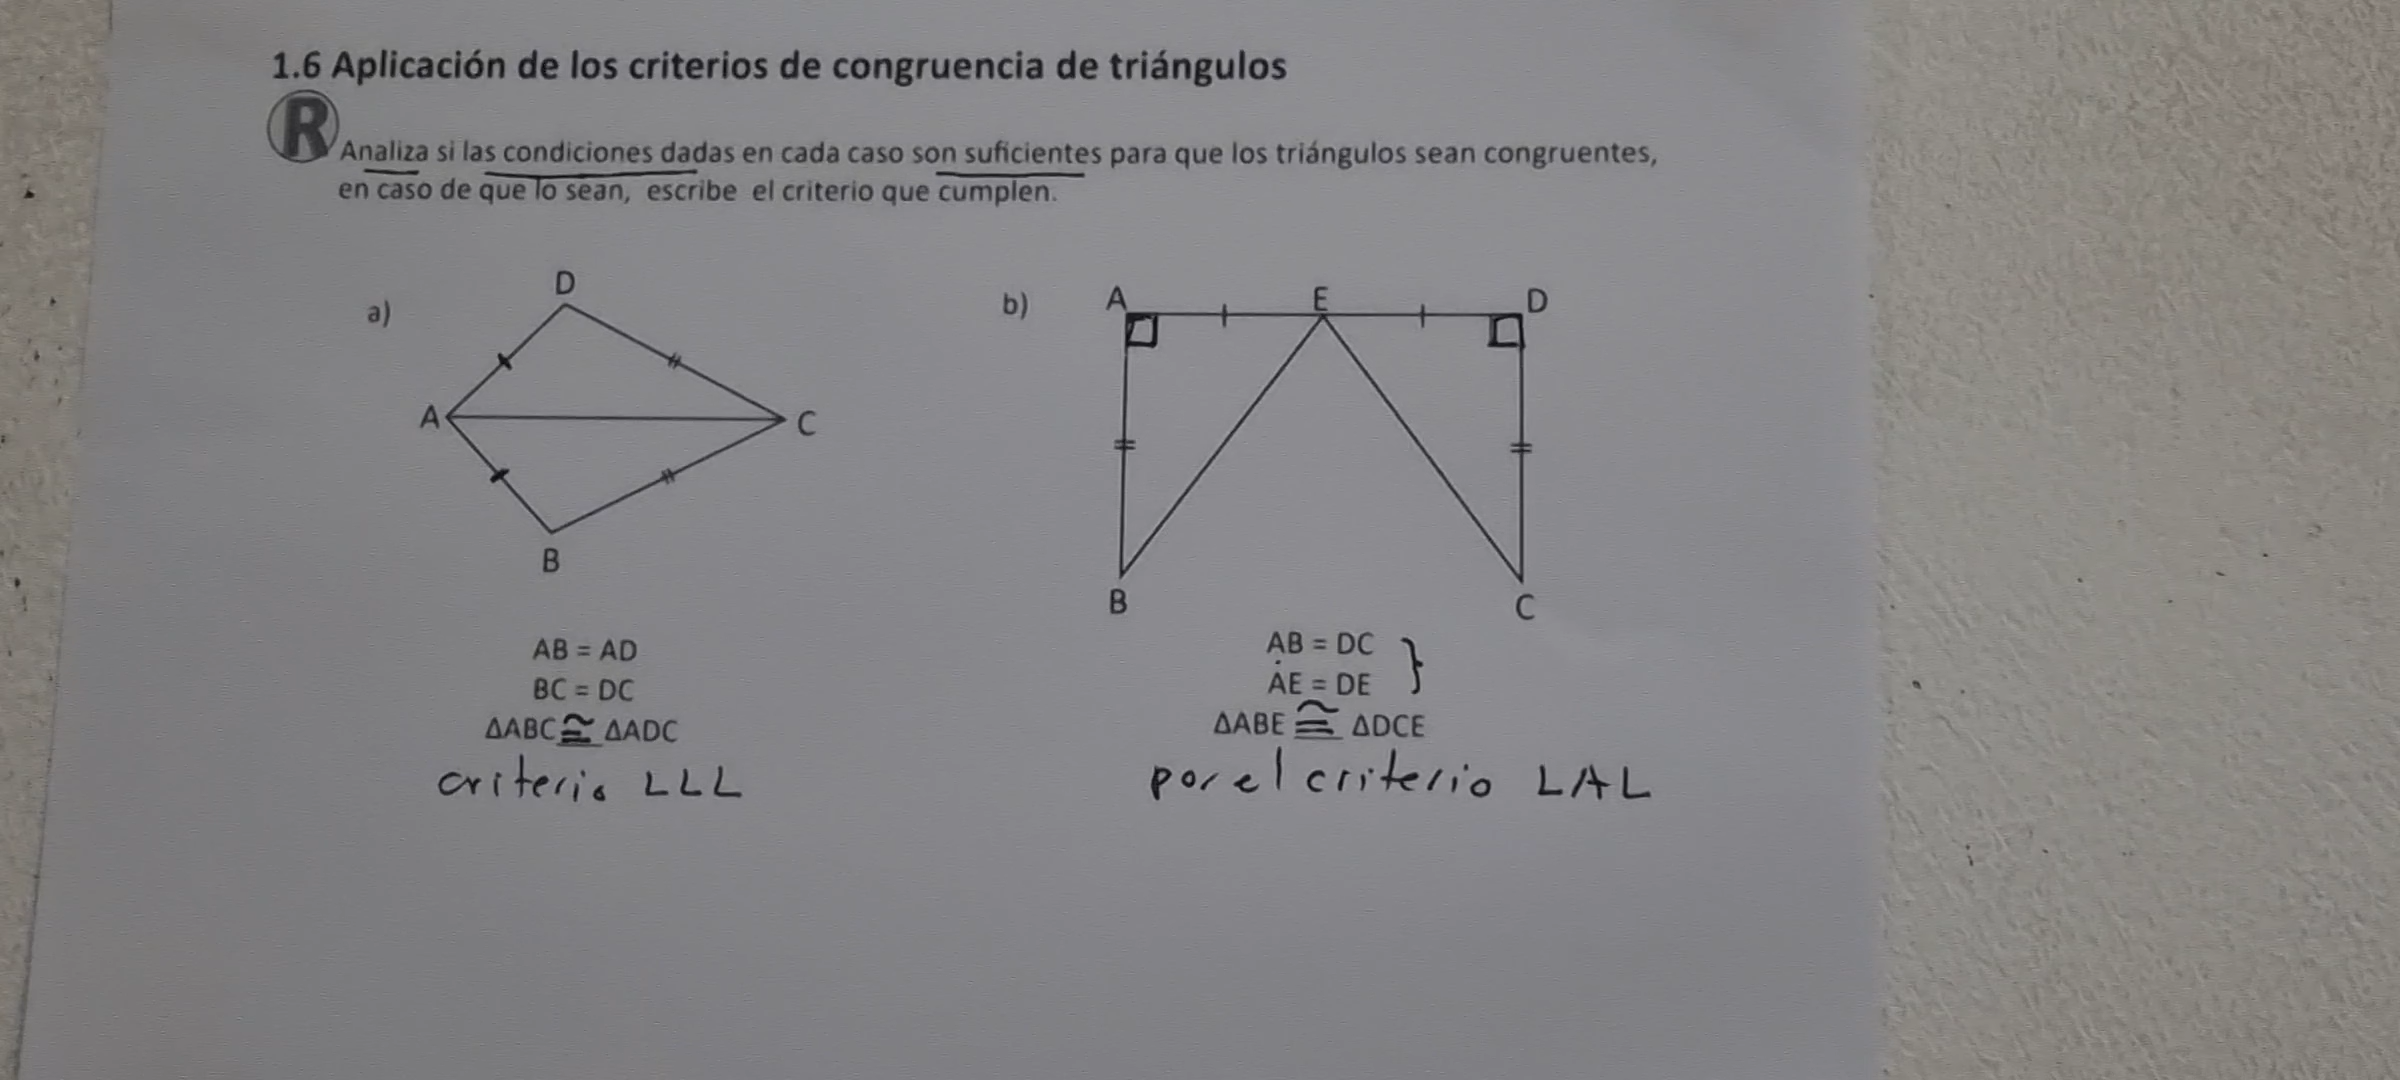 1.6 Aplicación de los criterios de congruencia de triángulos
R
Analiza si las condiciones dadas en cada caso son suficientes para que los triángulos sean congruentes,
en caso de que lo sean, escribe el criterio que cumplen.
a)
D
A
C
B
AB = AD
BC = DC
ΔABC ≅ ΔADC
criterio LLL
b)
A
E
D
B
C
AB = DC
AE = DE }
ΔABE ≅ ΔDCE
por el criterio LAL